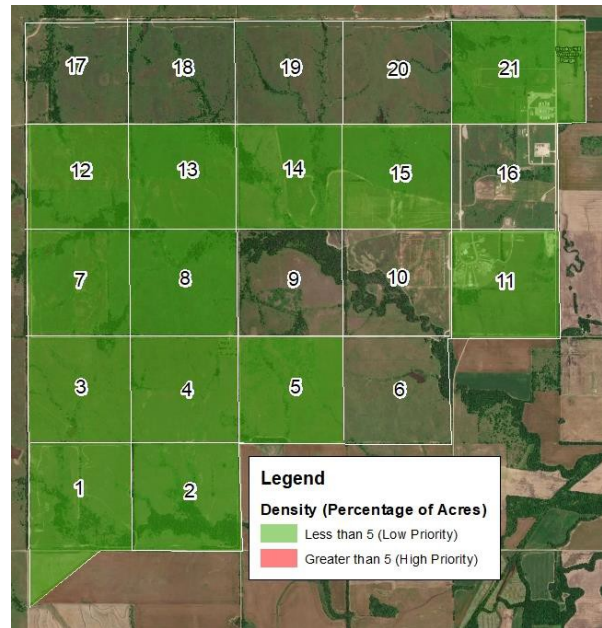 17 18 19 20 21
12 13 14 15 16
7 8 9 10 11
3 4 5 6
1 2
Legend
Density (Percentage of Acres)
Less than 5 (Low Priority)
Greater than 5 (High Priority)